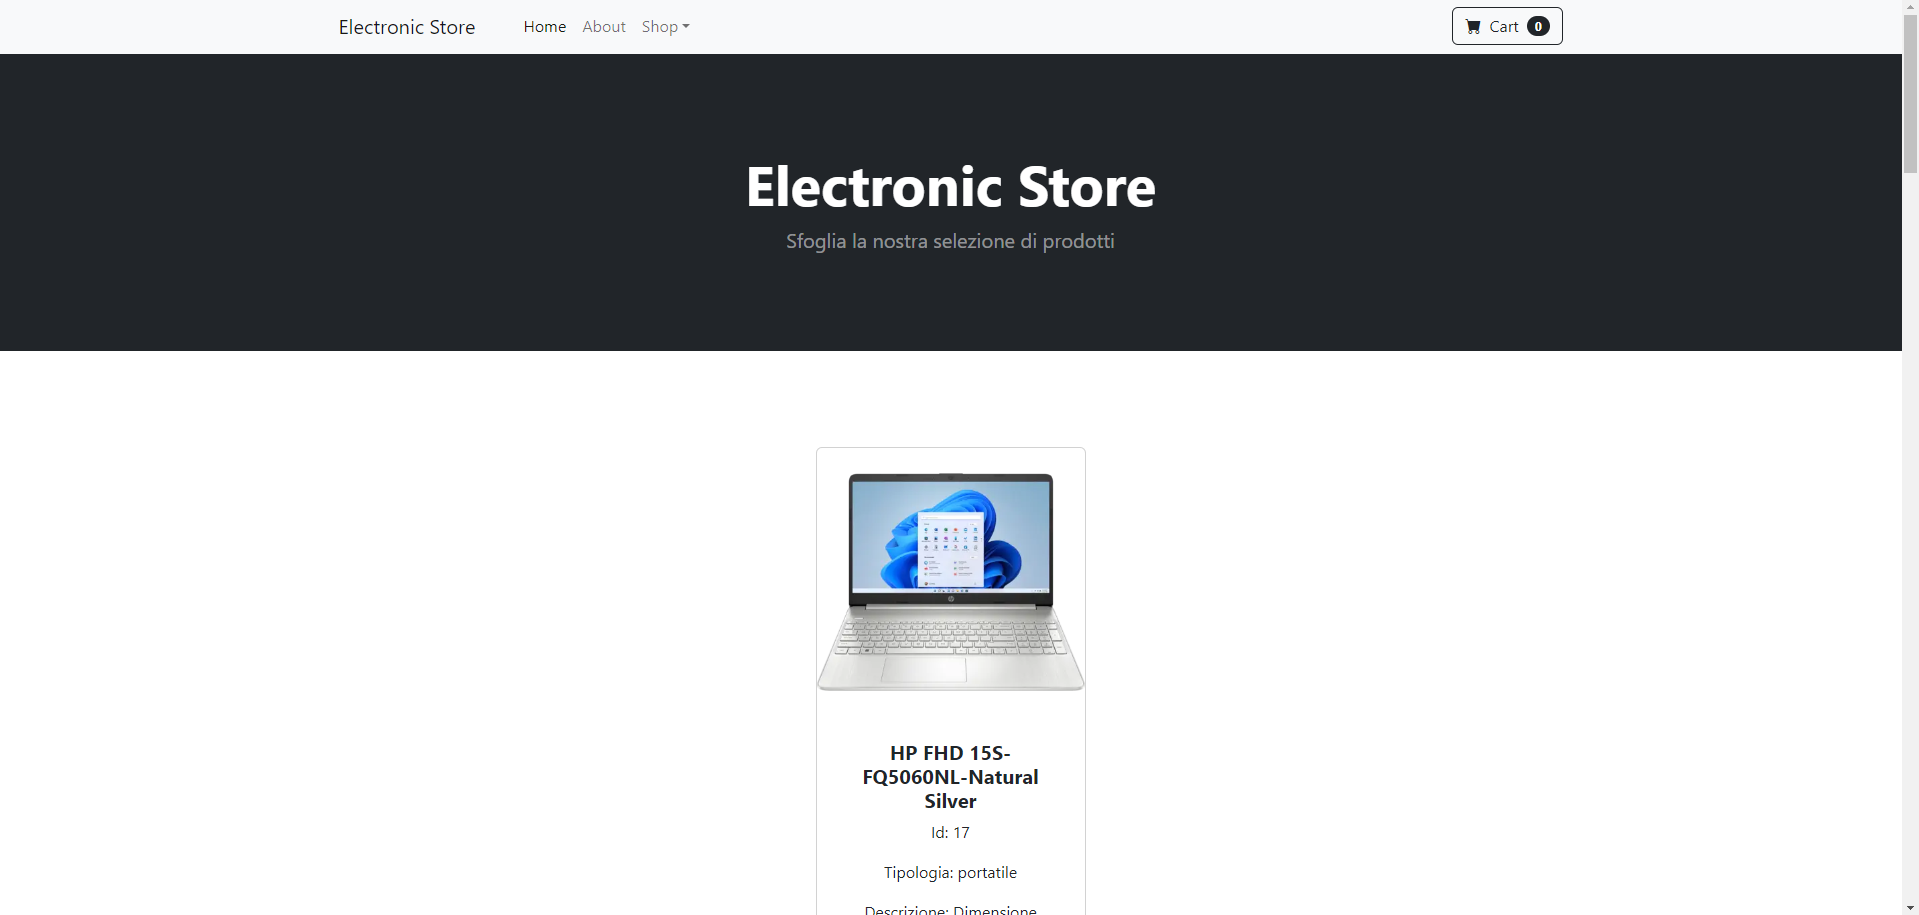 Electronic Store
Home
About
Shop
Cart
0
Electronic Store
Sfoglia la nostra selezione di prodotti
HP FHD 15S-
FQ5060NL-Natural
Silver
Id: 17
Tipologia: portatile
Descrizione: Dimensione